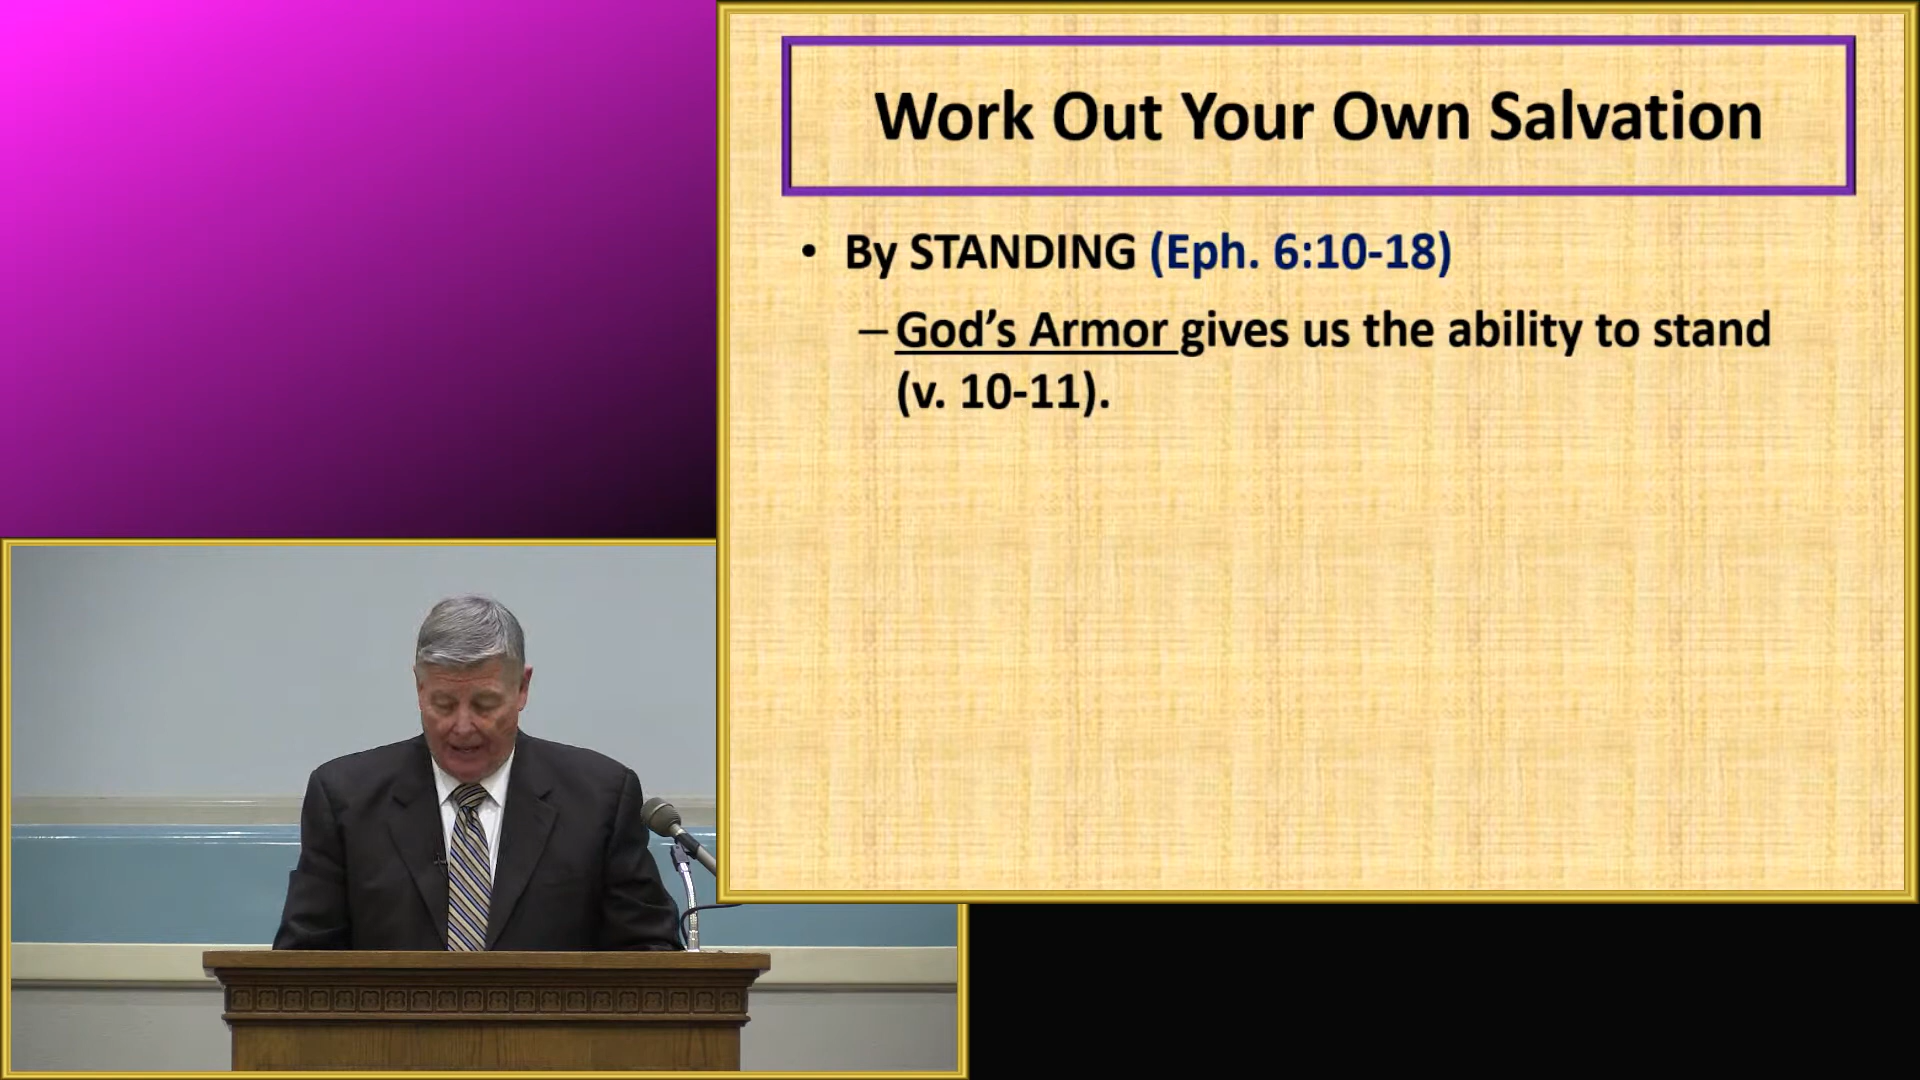 Work Out Your Own Salvation
• By STANDING (Eph. 6:10-18)
– God’s Armor gives us the ability to stand
(v. 10-11).